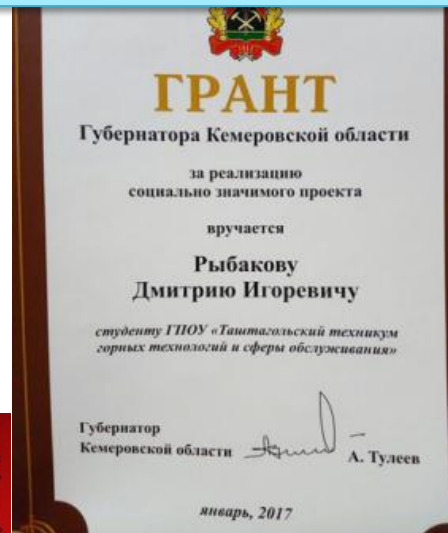 ГРАНТ
Губернатора Кемеровской области
за реализацию
социально значимого проекта
вручается
Рыбакову
Дмитрию Игоревичу
студенту ГПОУ «Таштагольский техникум
горных технологий и сферы обслуживания»
Губернатор
Кемеровской области
А. Тулеев
январь, 2017